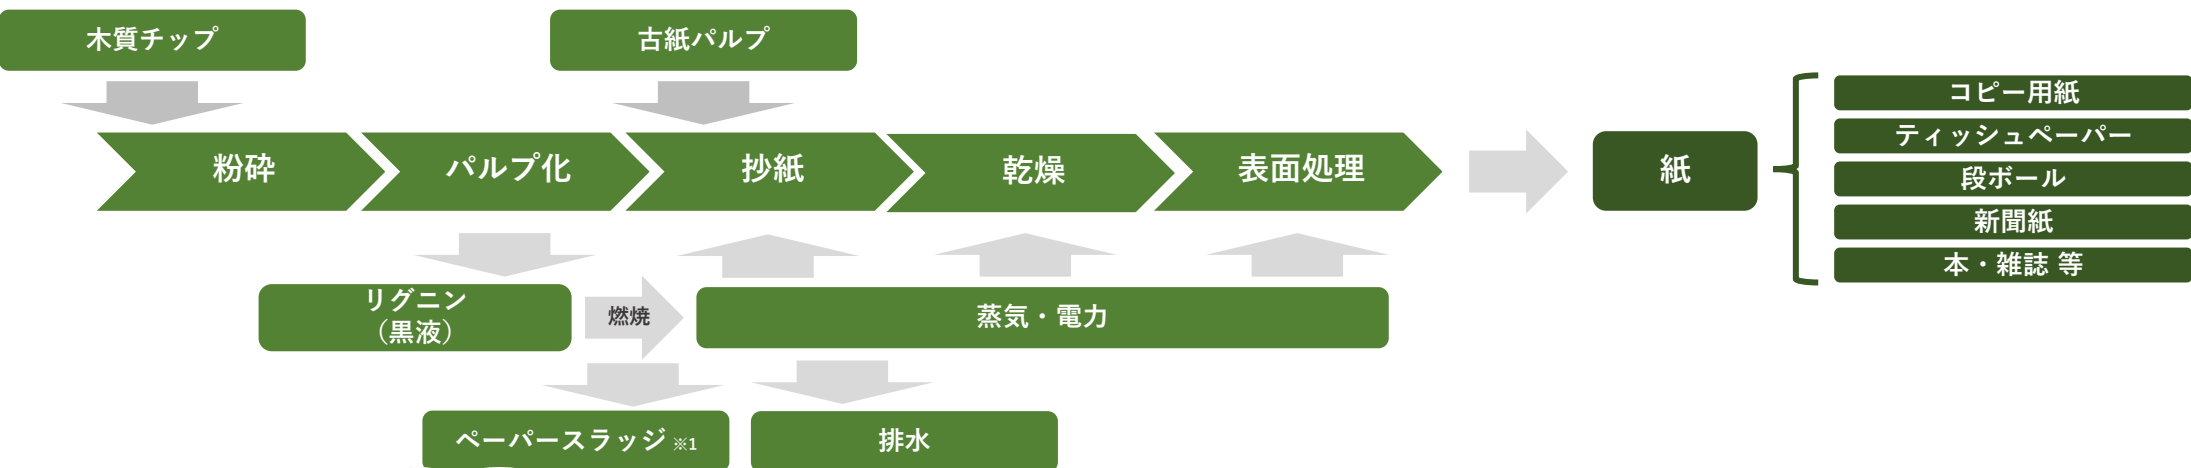 木質チップ
古紙パルプ
粉砕
パルプ化
抄紙
乾燥
表面処理
紙
コピー用紙
ティッシュペーパー
段ボール
新聞紙
本・雑誌 等
リグニン
（黒液）
燃焼
蒸気・電力
ペーパースラッジ ※1
排水